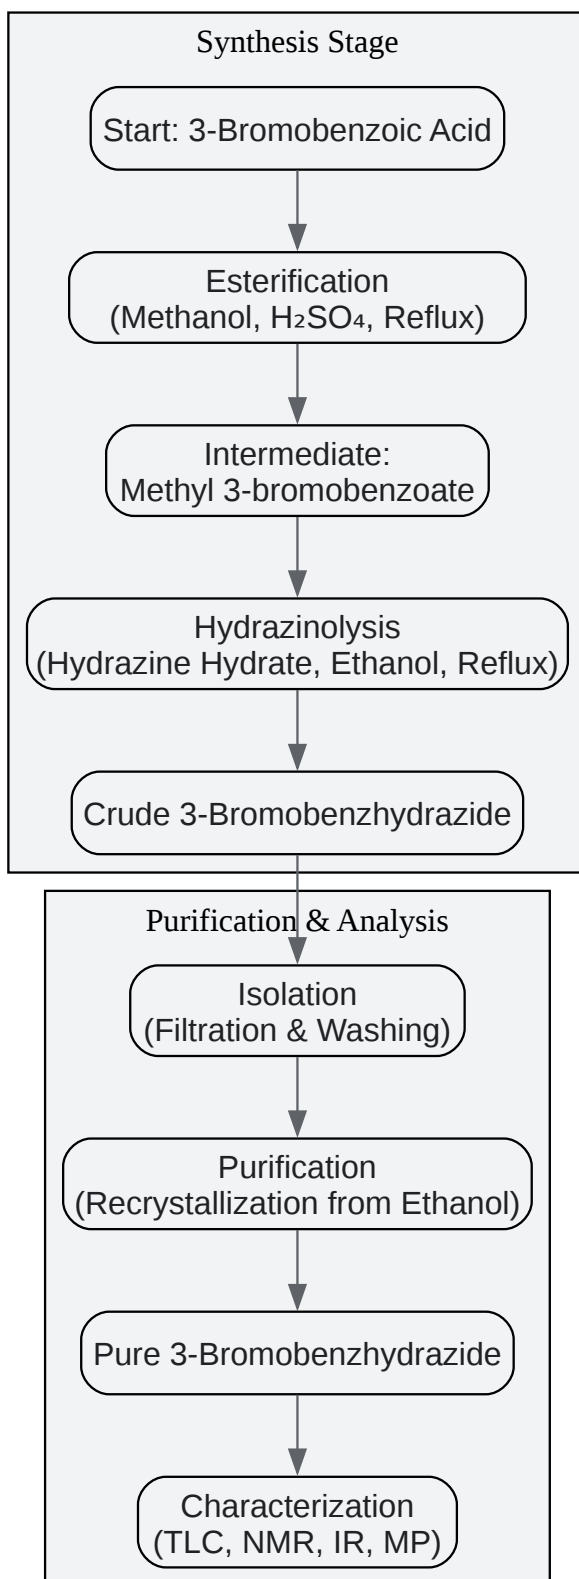 Synthesis Stage
Start: 3-Bromobenzoic Acid
Esterification
(Methanol, H₂SO₄, Reflux)
Intermediate:
Methyl 3-bromobenzoate
Hydrazinolysis
(Hydrazine Hydrate, Ethanol, Reflux)
Crude 3-Bromobenzhydrazide
Purification & Analysis
Isolation
(Filtration & Washing)
Purification
(Recrystallization from Ethanol)
Pure 3-Bromobenzhydrazide
Characterization
(TLC, NMR, IR, MP)